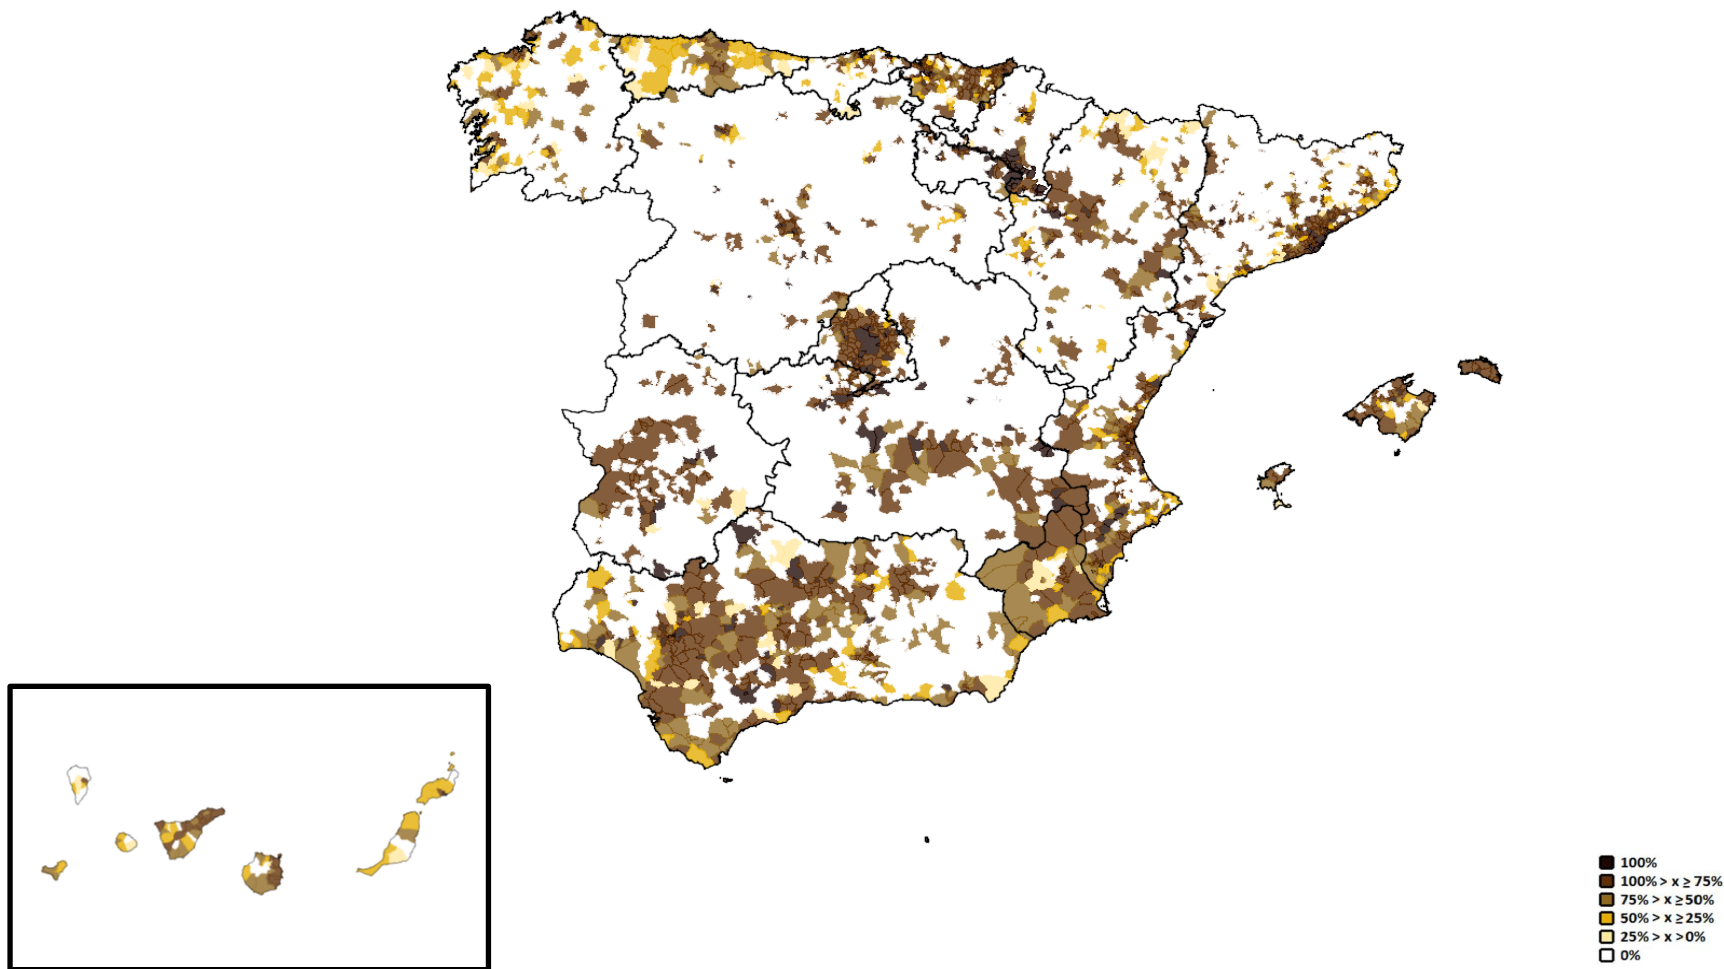 100%
100% > x ≥ 75%
75% > x ≥50%
50% > x ≥25%
25% > x >0%
0%